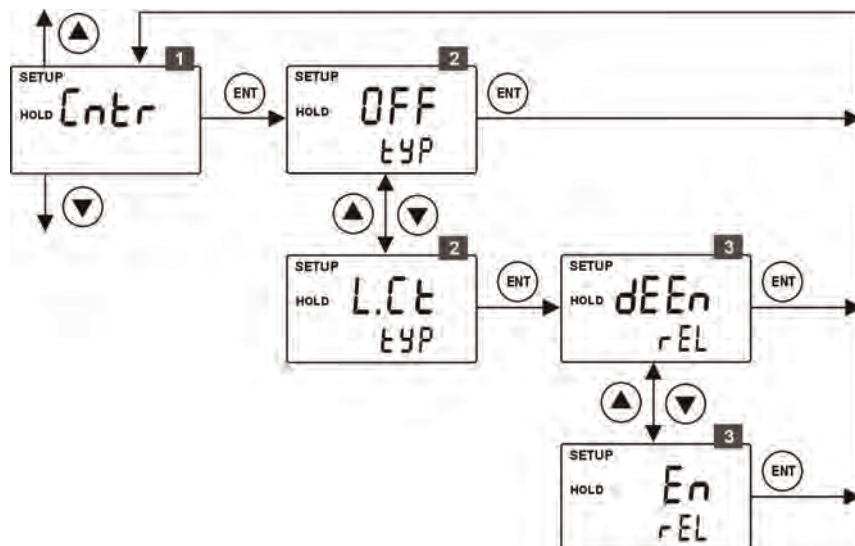 1
SETUP
HOLD Cntr
ENT
2
SETUP
HOLD OFF
tYP
ENT
2
SETUP
HOLD L.Ct
tYP
ENT
3
SETUP
HOLD dEEn
rEL
ENT
3
SETUP
HOLD En
rEL
ENT